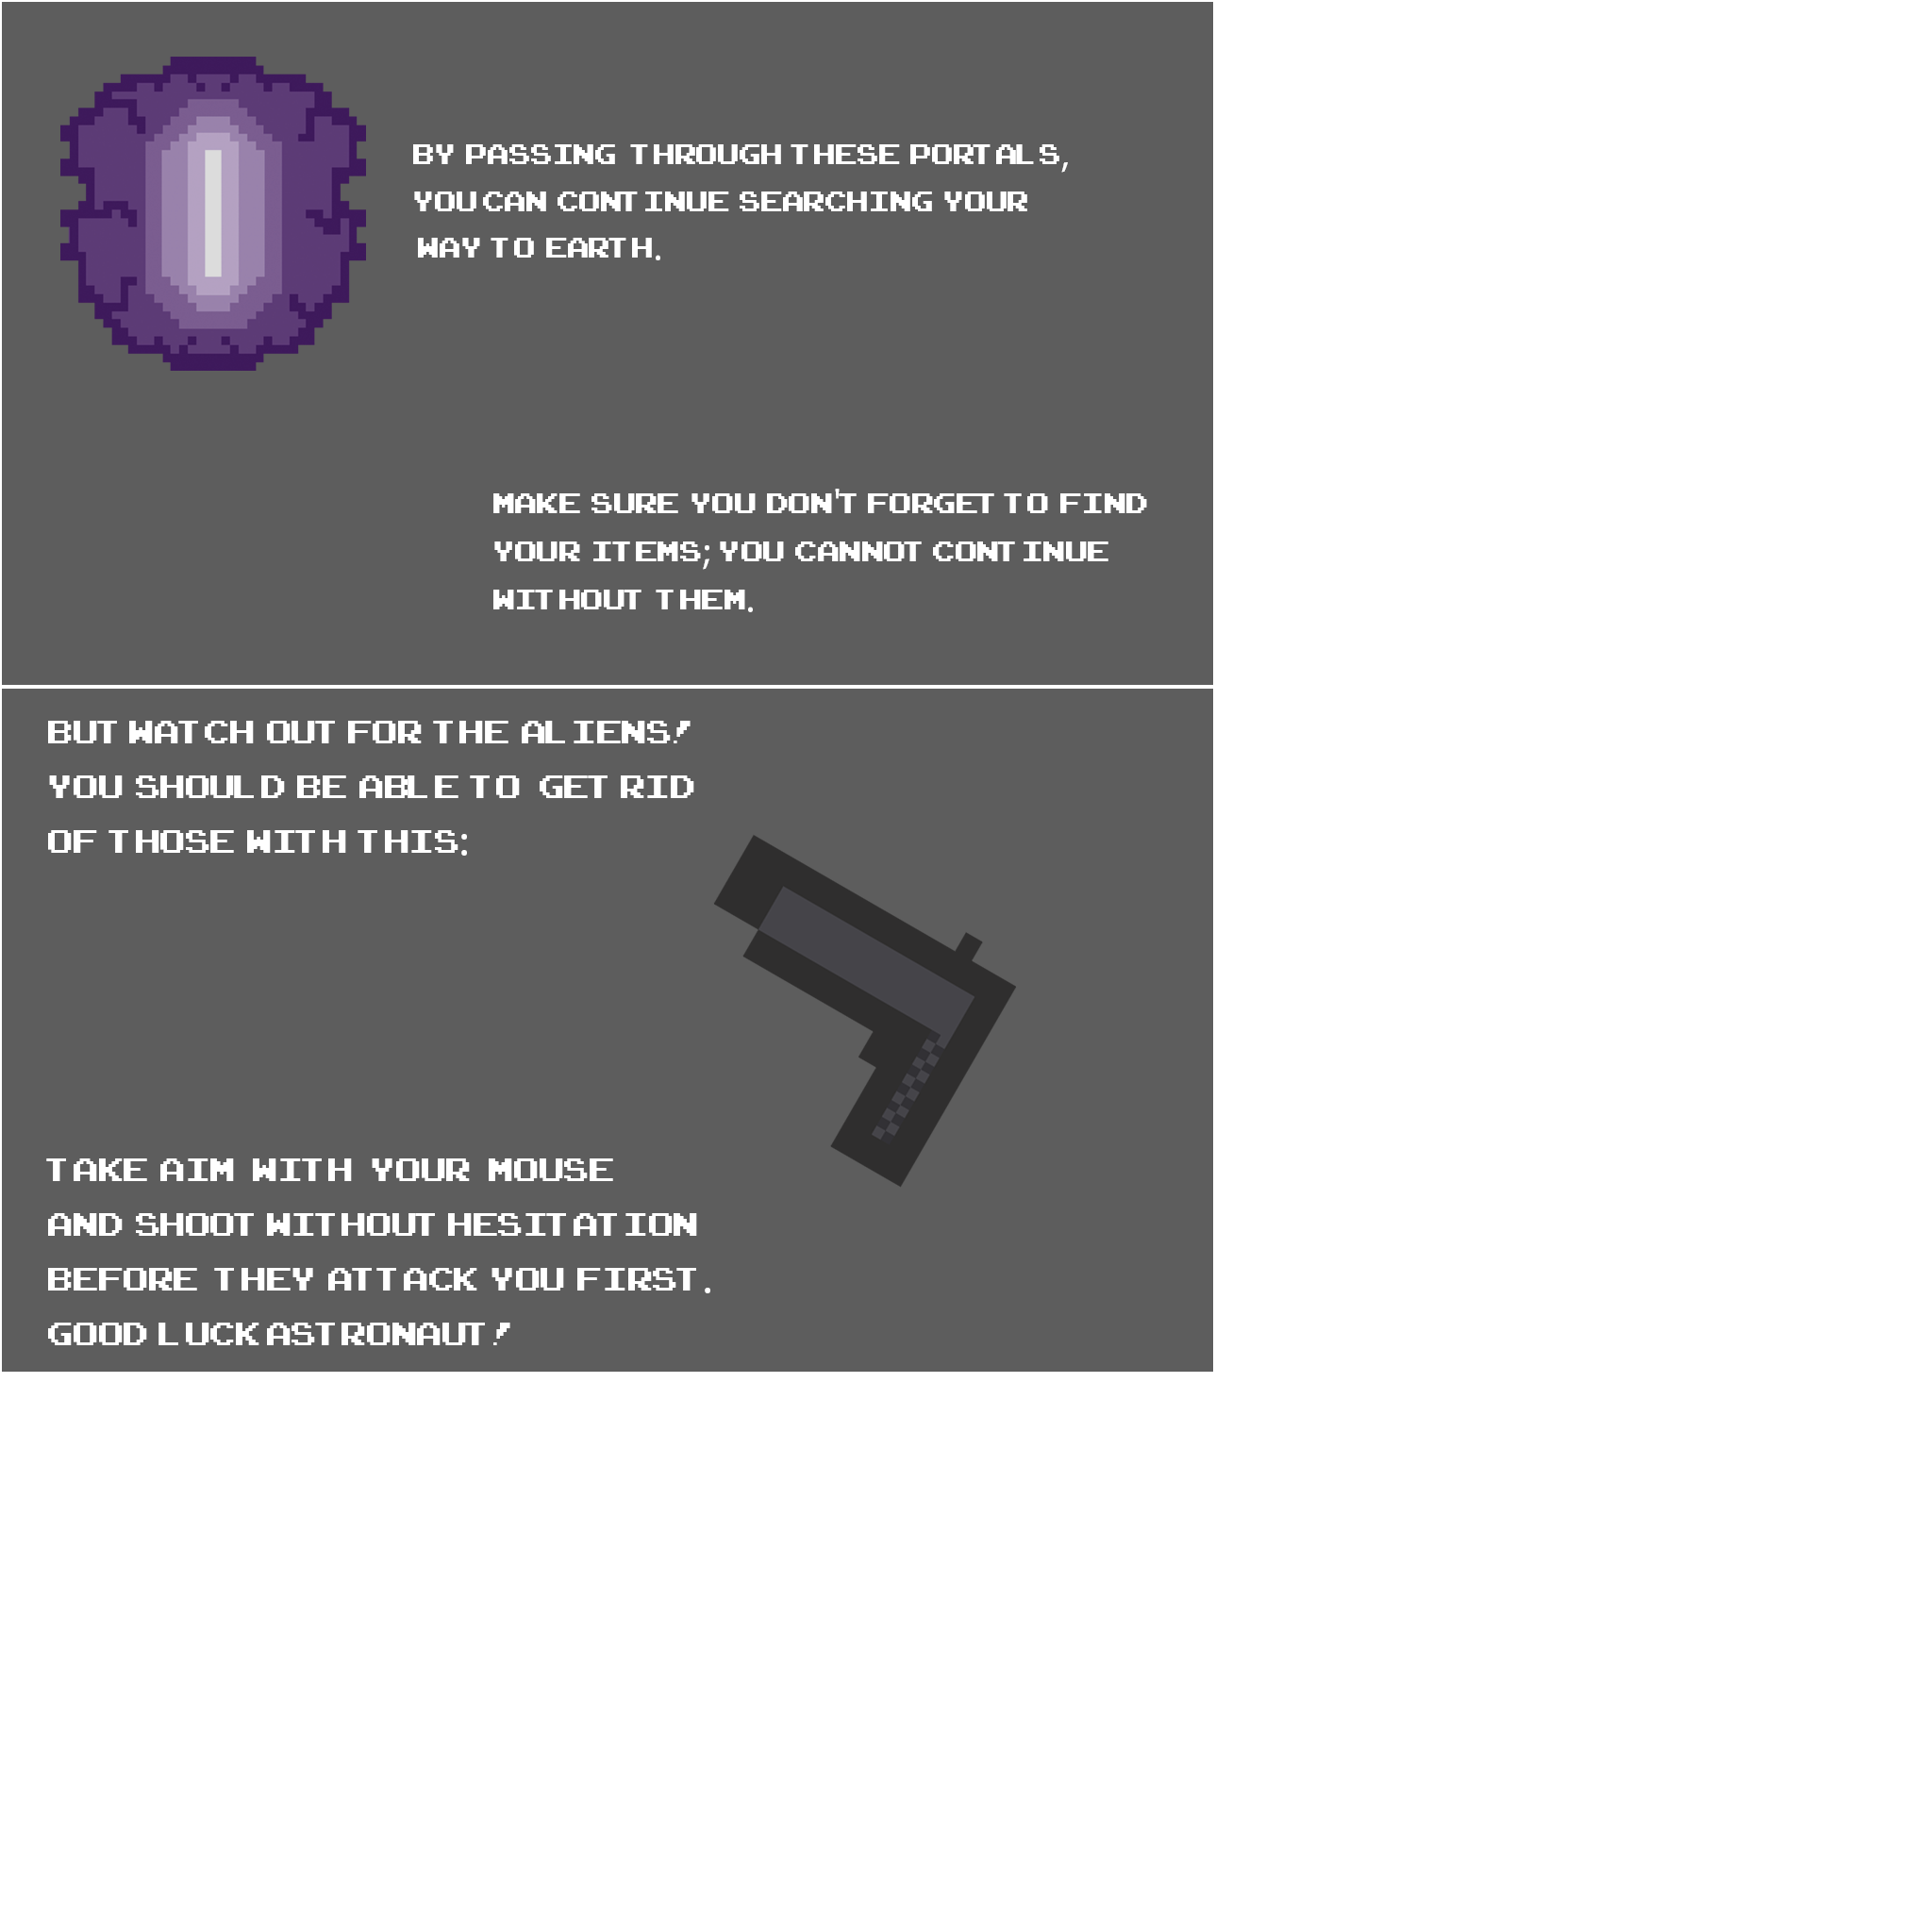 BY PASSING THROUGH THESE PORTALS,
YOU CAN CONTINUE SEARCHING YOUR
WAY TO EARTH.
MAKE SURE YOU DON'T FORGET TO FIND
YOUR ITEMS; YOU CANNOT CONTINUE
WITHOUT THEM.
BUT WATCH OUT FOR THE ALIENS!
YOU SHOULD BE ABLE TO GET RID
OF THOSE WITH THIS:
TAKE AIM WITH YOUR MOUSE
AND SHOOT WITHOUT HESITATION
BEFORE THEY ATTACK YOU FIRST.
GOOD LUCK ASTRONAUT!